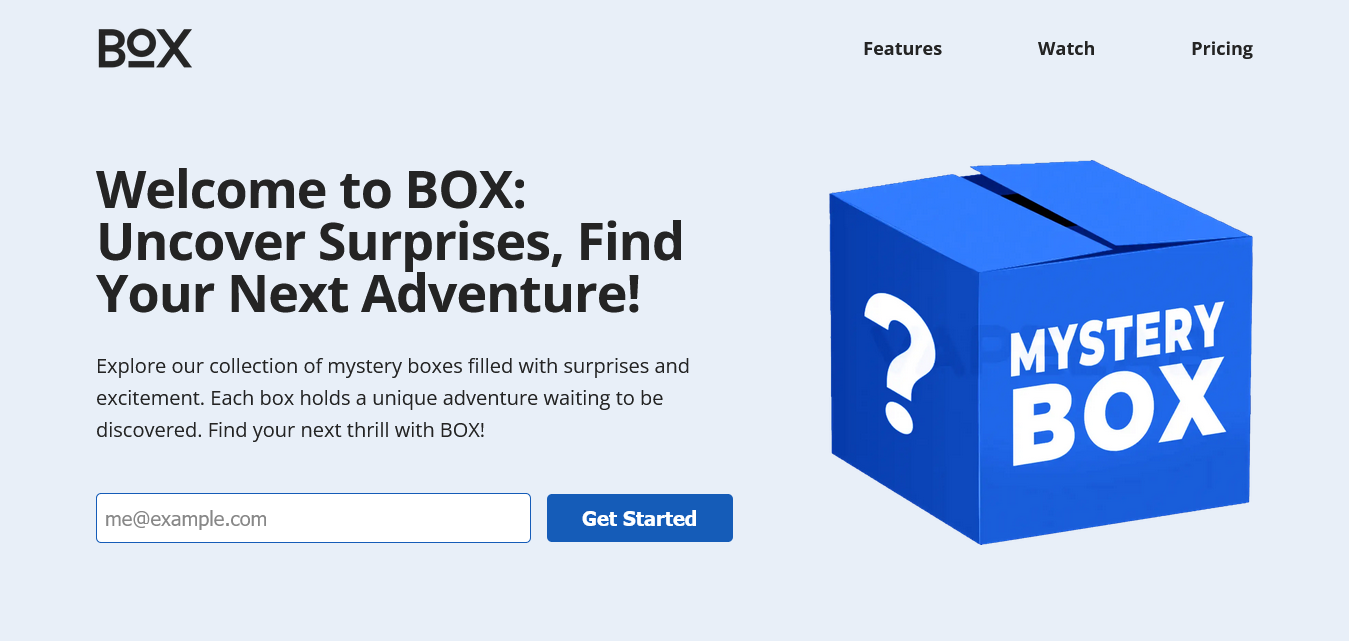 BOX
Features
Watch
Pricing
Welcome to BOX:
Uncover Surprises, Find
Your Next Adventure!
Explore our collection of mystery boxes filled with surprises and
excitement. Each box holds a unique adventure waiting to be
discovered. Find your next thrill with BOX!
me@example.com
Get Started
?
MYSTERY
BOX